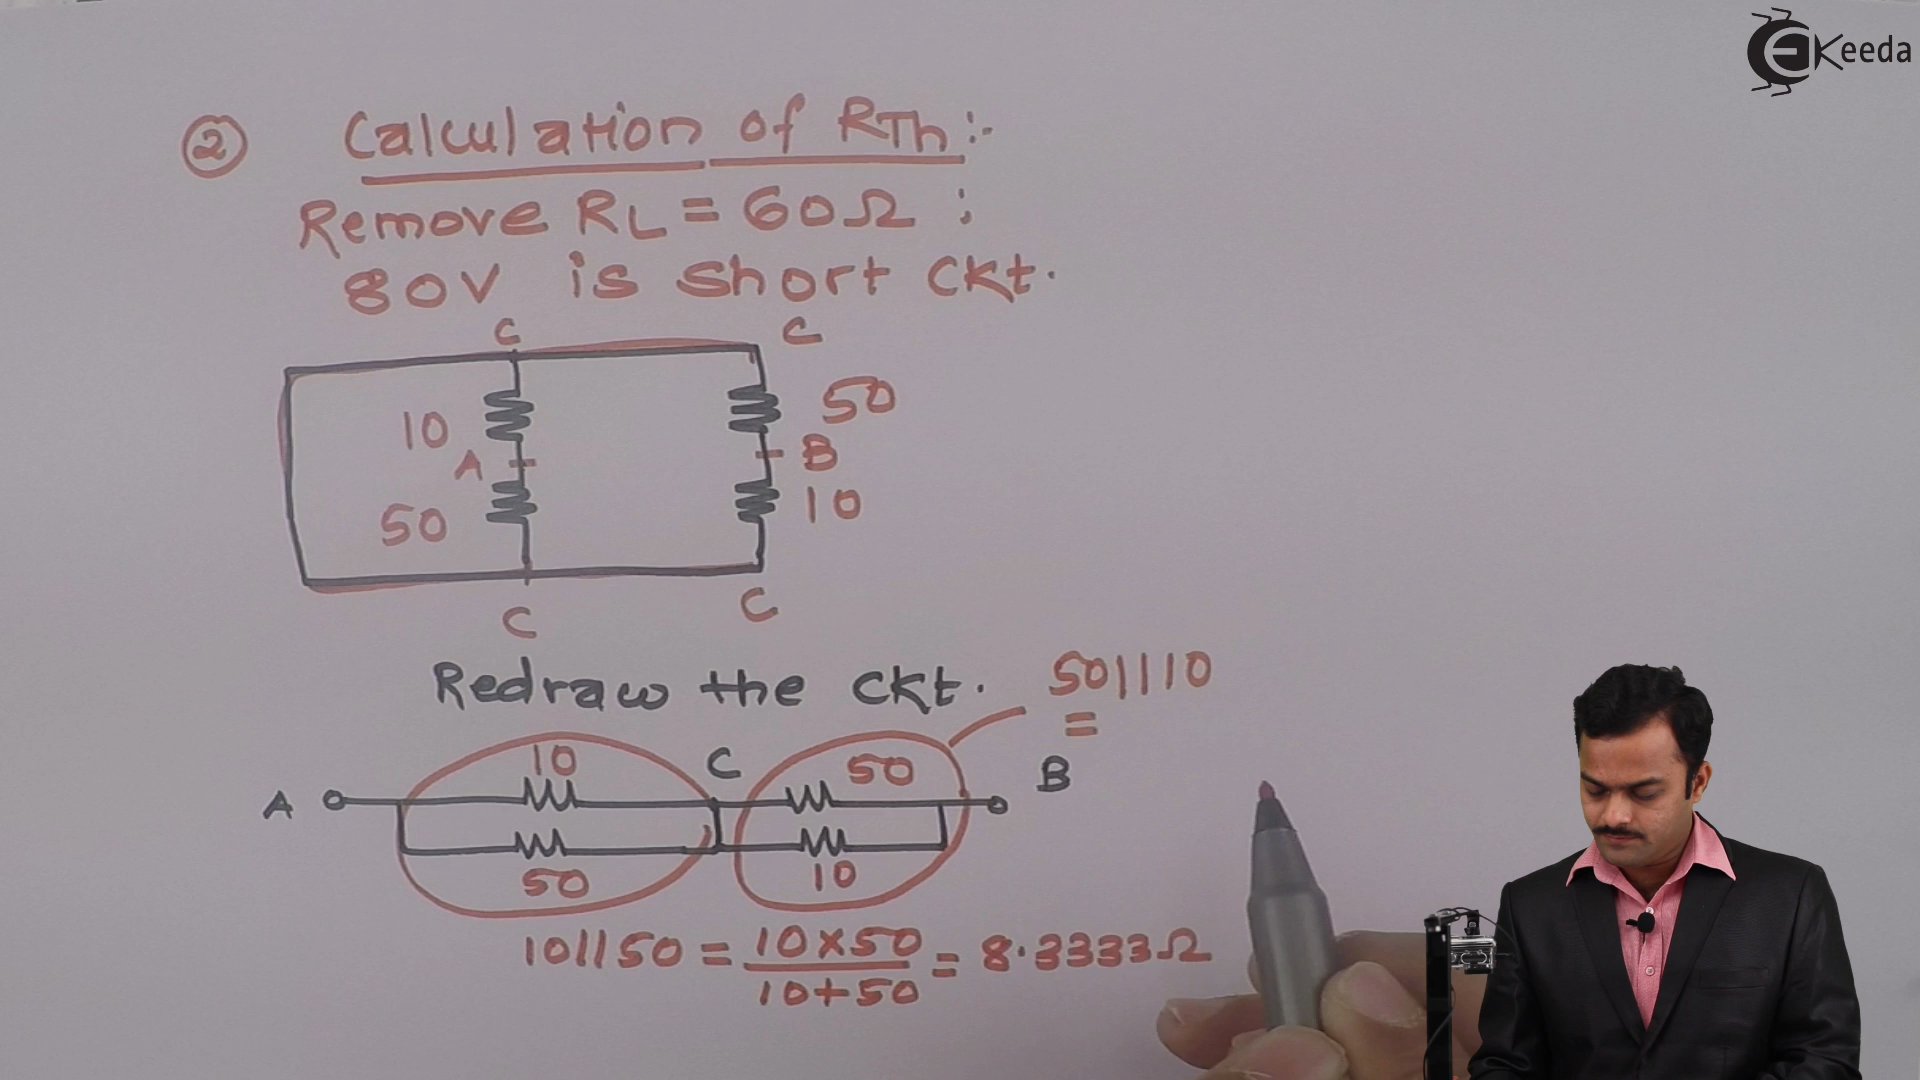 EKeeda
② Calculation of RTh:-
Remove RL = 60Ω :
80V is short Ckt.
C C
10 50
A B
50 10
C C
Redraw the Ckt. 50||10
=
10 C 50 B
A
50 10
10||50 = 10×50 / 10+50 = 8.3333Ω